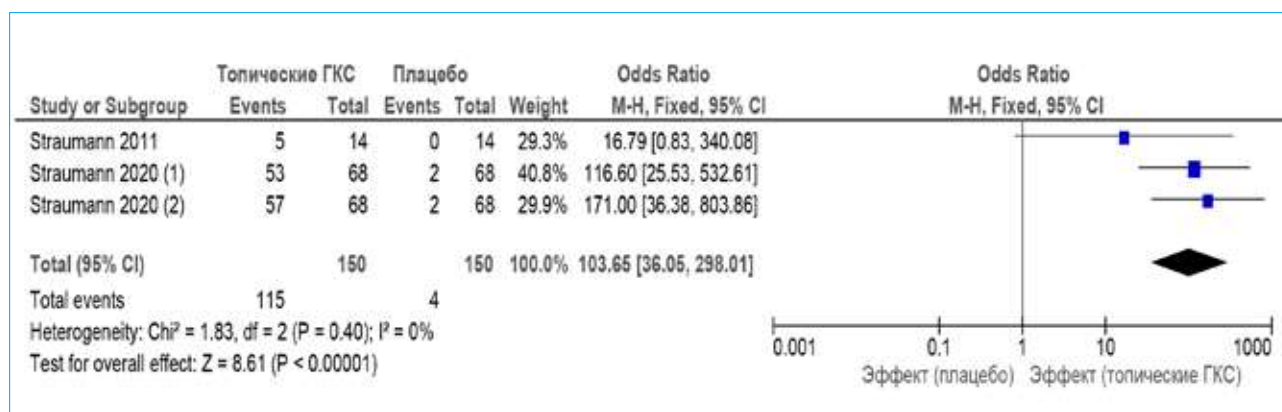 Топические ГКС Плацебо Odds Ratio Odds Ratio
Study or Subgroup Events Total Events Total Weight M-H, Fixed, 95% CI M-H, Fixed, 95% CI
Straumann 2011 5 14 0 14 29.3% 16.79 [0.83, 340.08]
Straumann 2020 (1) 53 68 2 68 40.8% 116.60 [25.53, 532.61]
Straumann 2020 (2) 57 68 2 68 29.9% 171.00 [36.38, 803.86]
Total (95% CI) 150 150 100.0% 103.65 [36.05, 298.01]
Total events 115 4
Heterogeneity: Chi² = 1.83, df = 2 (P = 0.40); I² = 0%
Test for overall effect: Z = 8.61 (P < 0.00001)
0.001 0.1 1 10 1000
Эффект (плацебо) Эффект (топические ГКС)